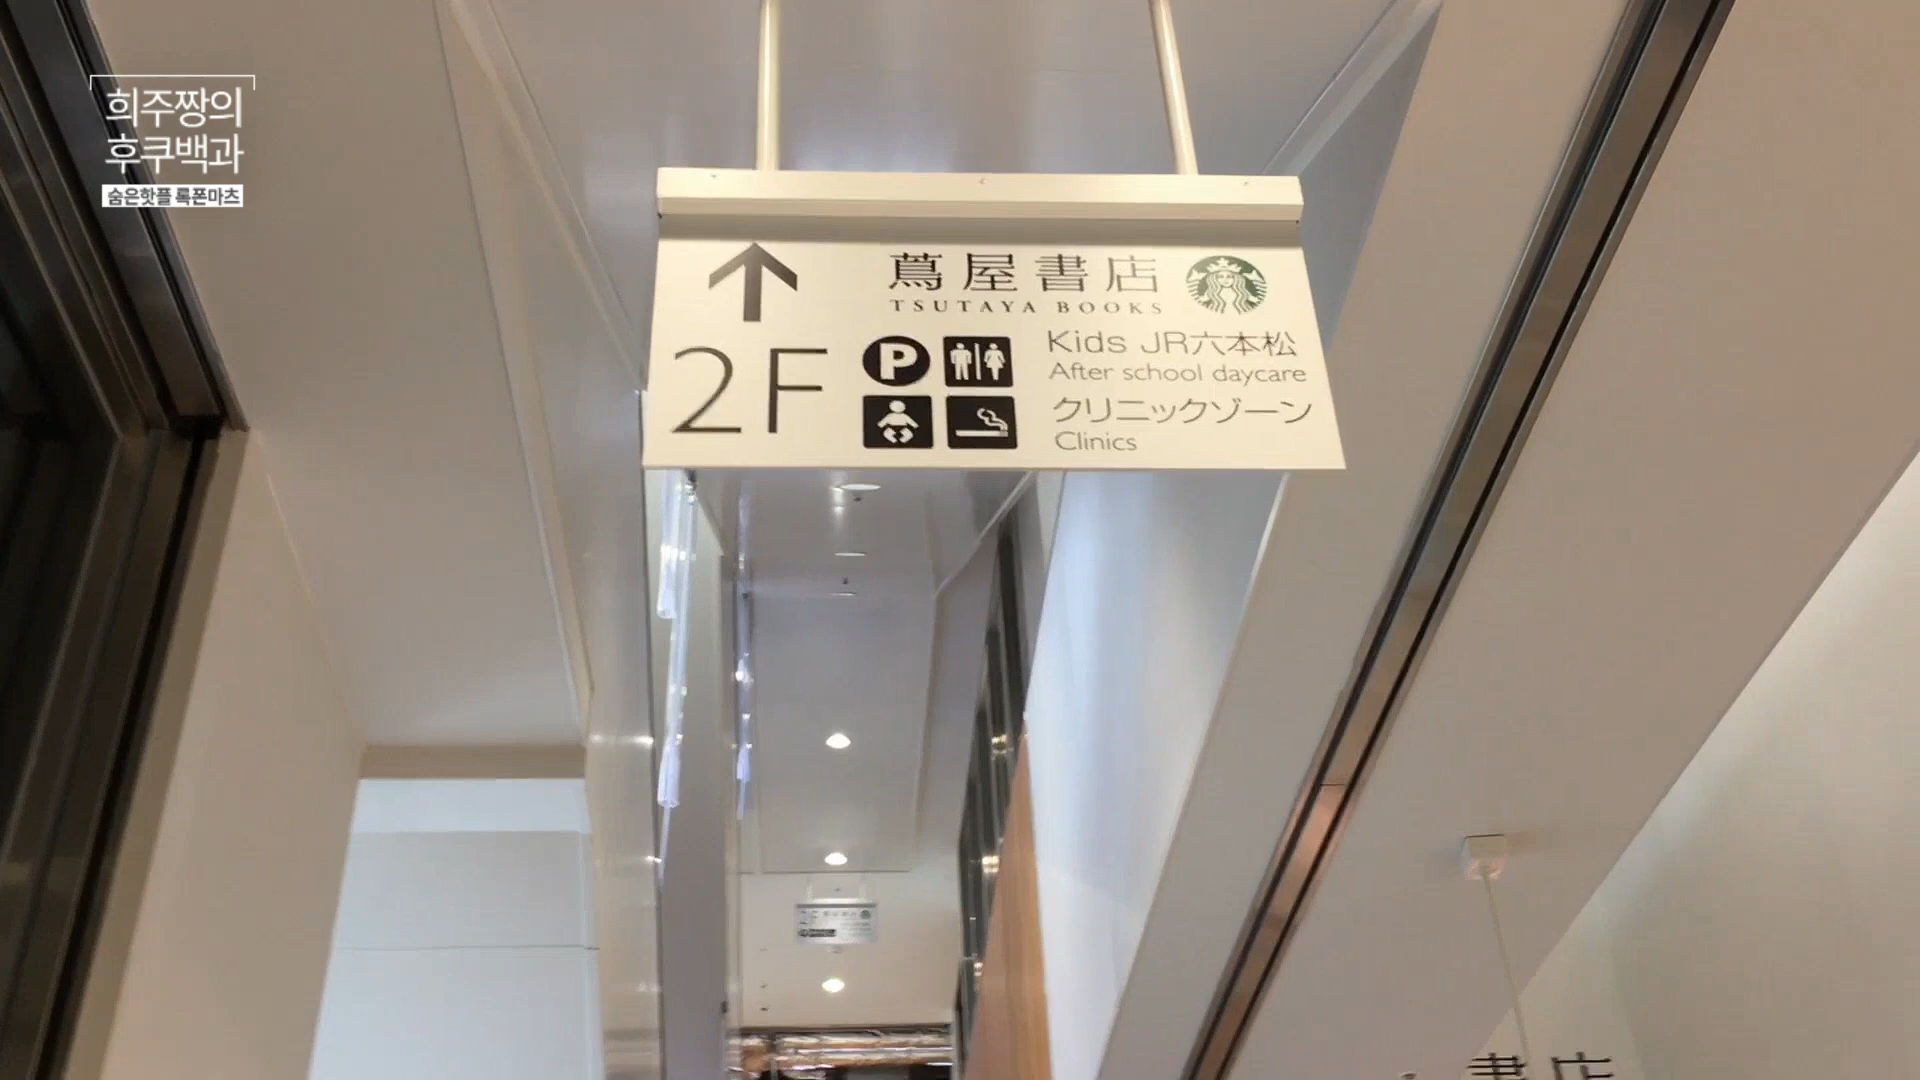 희주짱의
후쿠백과
숨은핫플 록폰마츠
蔦屋書店
TSUTAYA BOOKS
2F
P
Kids JR六本松
After school daycare
クリニックゾーン
Clinics
2F
書店